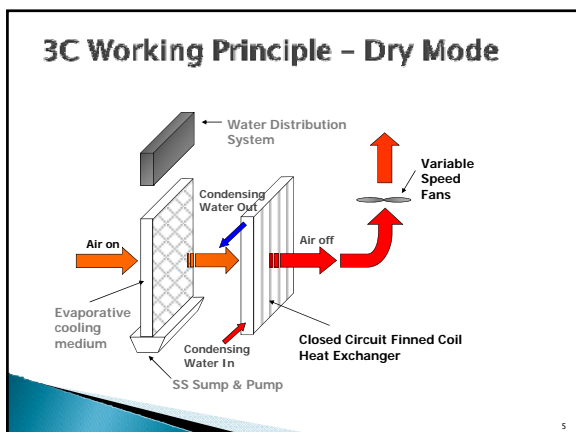 3C Working Principle – Dry Mode
Water Distribution
System
Variable
Speed
Fans
Condensing
Water Out
Air on
Air off
Evaporative
cooling
medium
Closed Circuit Finned Coil
Heat Exchanger
Condensing
Water In
SS Sump & Pump
5